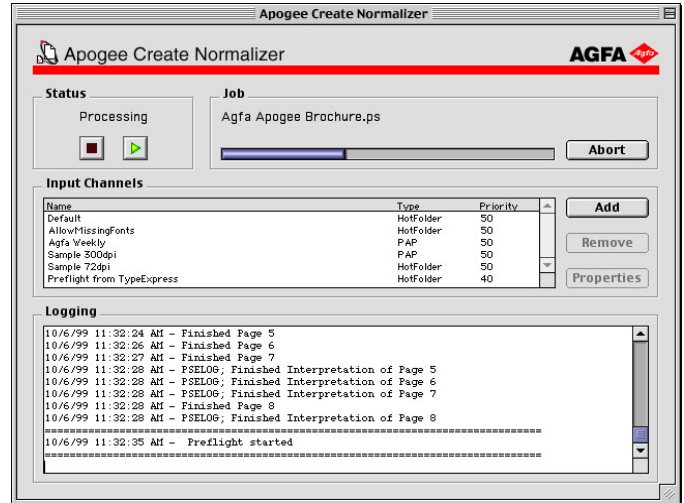 Apogee Create Normalizer
Apogee Create Normalizer
AGFA Agfa
Status
Processing
Job
Agfa Apogee Brochure.ps
Abort
Input Channels
Name Type Priority
Default HotFolder 50
AllowMissingFonts HotFolder 50
Agfa Weekly PAP 50
Sample 300dpi PAP 50
Sample 72dpi HotFolder 50
Preflight from TypeExpress HotFolder 40
Add
Remove
Properties
Logging
10/6/99 11:32:24 AM - Finished Page 5
10/6/99 11:32:26 AM - Finished Page 6
10/6/99 11:32:27 AM - Finished Page 7
10/6/99 11:32:28 AM - PSELOG; Finished Interpretation of Page 5
10/6/99 11:32:28 AM - PSELOG; Finished Interpretation of Page 6
10/6/99 11:32:28 AM - PSELOG; Finished Interpretation of Page 7
10/6/99 11:32:28 AM - Finished Page 8
10/6/99 11:32:28 AM - PSELOG; Finished Interpretation of Page 8
================================================================================
10/6/99 11:32:35 AM -  Preflight started
================================================================================